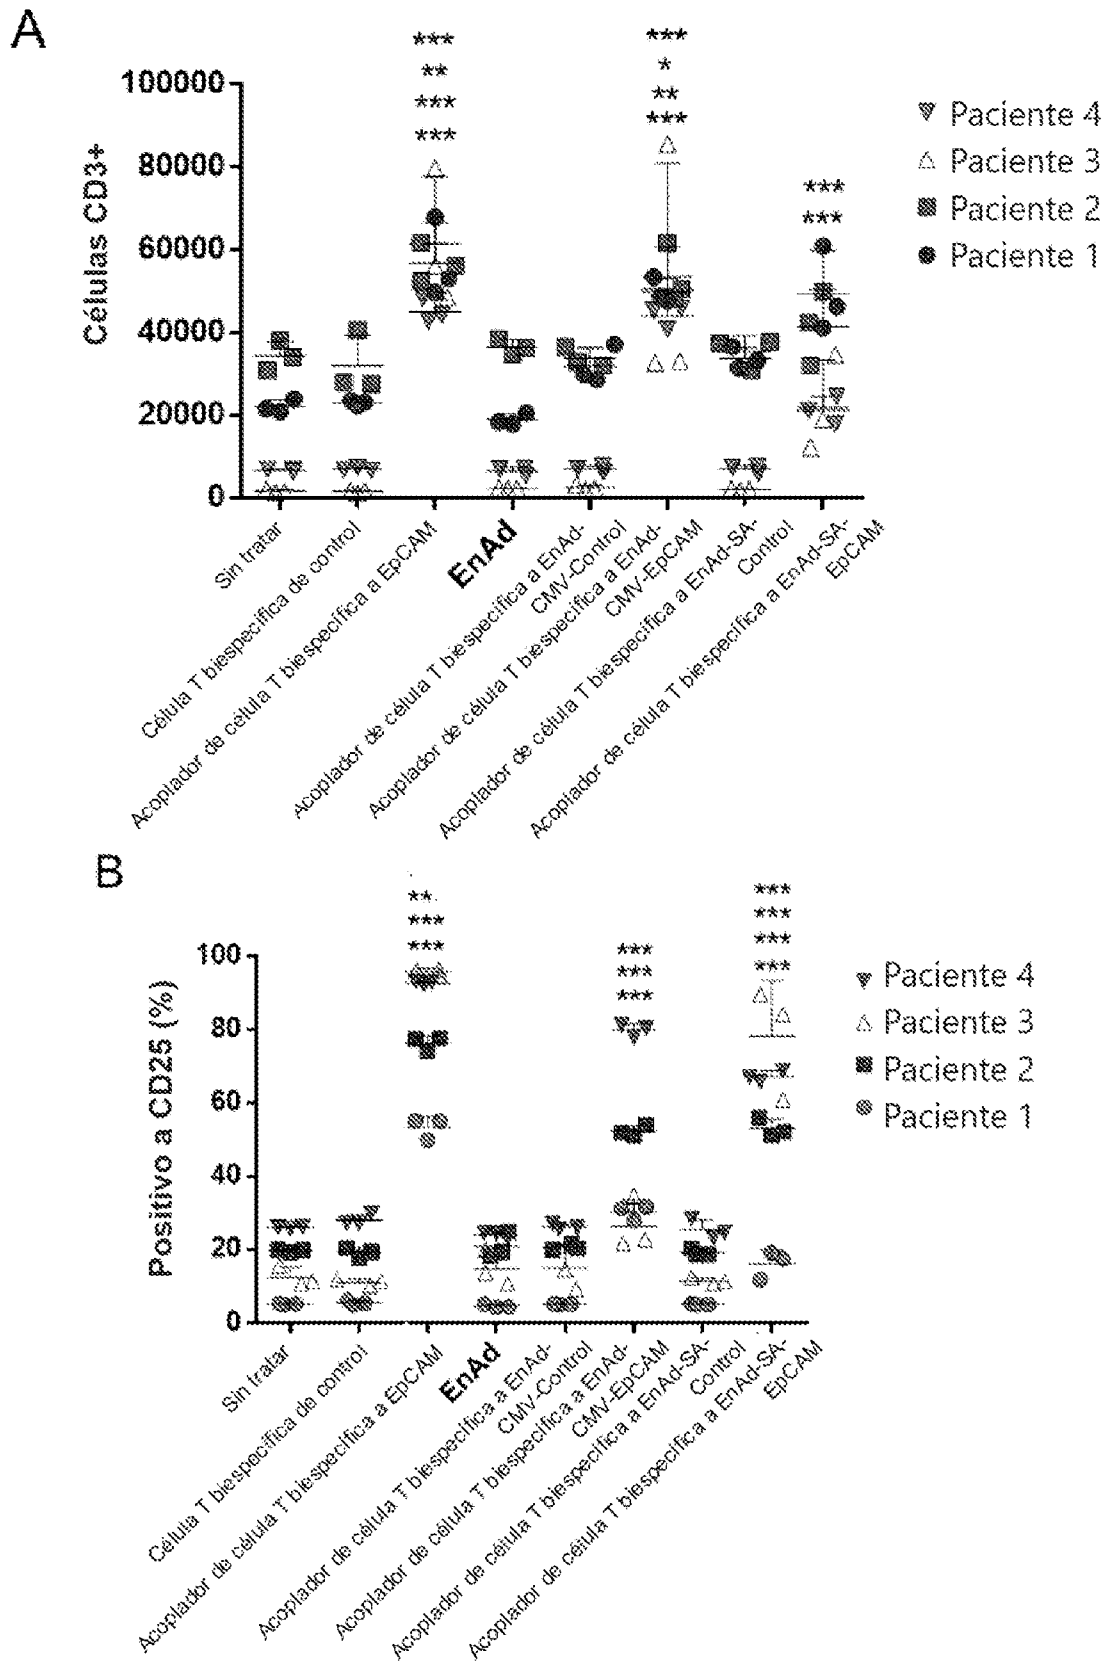 A
***
**
***
***
***
*
**
***
***
***
100000
80000
60000
40000
20000
0
Células CD3+
Paciente 4
Paciente 3
Paciente 2
Paciente 1
Sin tratar
Célula T biespecífica de control
Acoplador de célula T biespecífica a EpCAM
EnAd
Acoplador de célula T biespecífica a EnAd-
CMV-Control
Acoplador de célula T biespecífica a EnAd-
CMV-EpCAM
Acoplador de célula T biespecífica a EnAd-SA-
Control
Acoplador de célula T biespecífica a EnAd-SA-
EpCAM
B
**
***
***
***
***
***
***
***
***
***
100
80
60
40
20
0
Positivo a CD25 (%)
Paciente 4
Paciente 3
Paciente 2
Paciente 1
Sin tratar
Célula T biespecífica de control
Acoplador de célula T biespecífica a EpCAM
EnAd
Acoplador de célula T biespecífica a EnAd-
CMV-Control
Acoplador de célula T biespecífica a EnAd-
CMV-EpCAM
Acoplador de célula T biespecífica a EnAd-SA-
Control
Acoplador de célula T biespecífica a EnAd-SA-
EpCAM